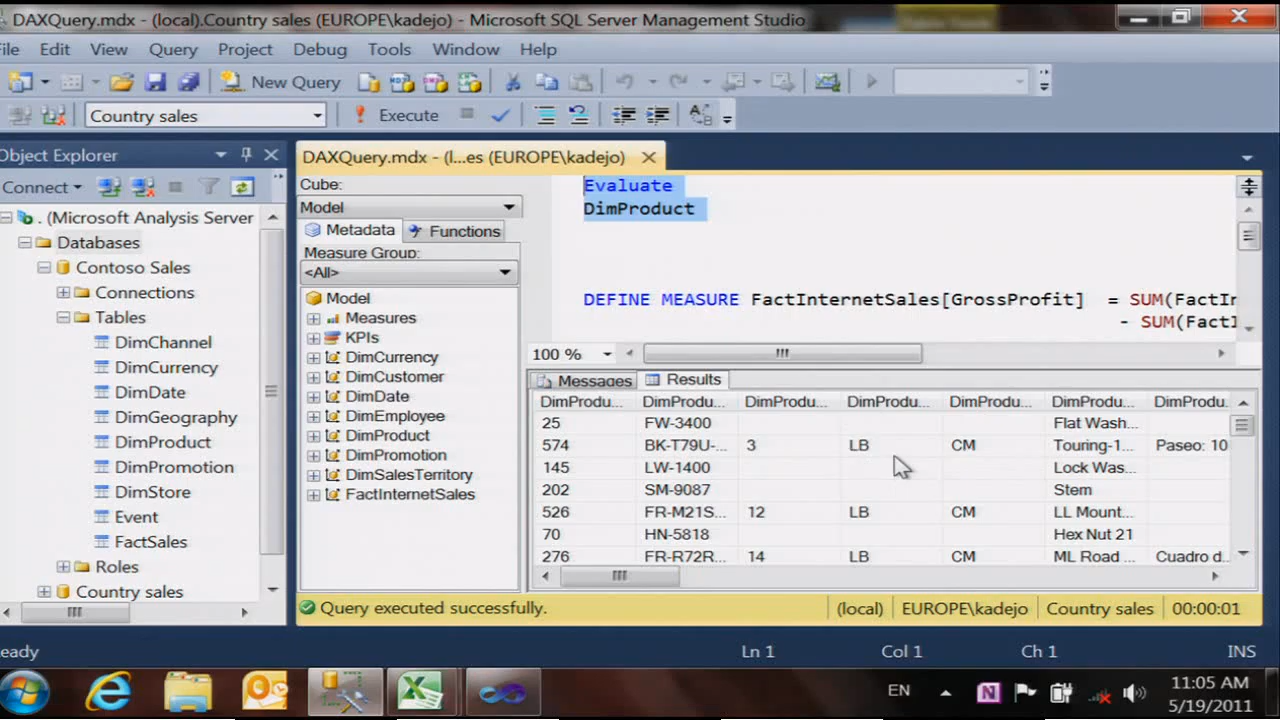 DAXQuery.mdx - (local).Country sales (EUROPE\kadejo) - Microsoft SQL Server Management Studio
File Edit View Query Project Debug Tools Window Help
New Query
Country sales Execute
Object Explorer
Connect
. (Microsoft Analysis Server
Databases
Contoso Sales
Connections
Tables
DimChannel
DimCurrency
DimDate
DimGeography
DimProduct
DimPromotion
DimStore
Event
FactSales
Roles
Country sales
DAXQuery.mdx - (l...es (EUROPE\kadejo)
Cube:
Model
Metadata Functions
Measure Group:
<All>
Model
Measures
KPIs
DimCurrency
DimCustomer
DimDate
DimEmployee
DimProduct
DimPromotion
DimSalesTerritory
FactInternetSales
Evaluate
DimProduct
DEFINE MEASURE FactInternetSales[GrossProfit] = SUM(FactIn
- SUM(FactI
100 %
Messages Results
DimProdu... DimProdu... DimProdu... DimProdu... DimProdu... DimProdu... DimProdu.
25 FW-3400 Flat Wash...
574 BK-T79U-... 3 LB CM Touring-1... Paseo: 10
145 LW-1400 Lock Was...
202 SM-9087 Stem
526 FR-M21S... 12 LB CM LL Mount...
70 HN-5818 Hex Nut 21
276 FR-R72R... 14 LB CM ML Road ... Cuadro d...
Query executed successfully. (local) EUROPE\kadejo Country sales 00:00:01
eady Ln 1 Col 1 Ch 1 INS
EN 11:05 AM
5/19/2011